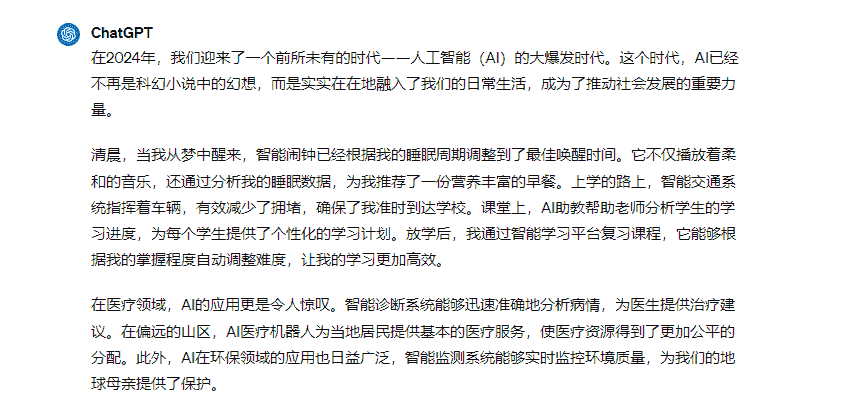 ChatGPT
在2024年，我们迎来了一个前所未有的时代——人工智能（AI）的大爆发时代。这个时代，AI已经
不再是科幻小说中的幻想，而是实实在在地融入了我们的日常生活，成为了推动社会发展的重要力
量。
清晨，当我从梦中醒来，智能闹钟已经根据我的睡眠周期调整到了最佳唤醒时间。它不仅播放着柔
和的音乐，还通过分析我的睡眠数据，为我推荐了一份营养丰富的早餐。上学的路上，智能交通系
统指挥着车辆，有效减少了拥堵，确保了我准时到达学校。课堂上，AI助教帮助老师分析学生的学
习进度，为每个学生提供了个性化的学习计划。放学后，我通过智能学习平台复习课程，它能够根
据我的掌握程度自动调整难度，让我的学习更加高效。
在医疗领域，AI的应用更是令人惊叹。智能诊断系统能够迅速准确地分析病情，为医生提供治疗建
议。在偏远的山区，AI医疗机器人为当地居民提供基本的医疗服务，使医疗资源得到了更加公平的
分配。此外，AI在环保领域的应用也日益广泛，智能监测系统能够实时监控环境质量，为我们的地
球母亲提供了保护。